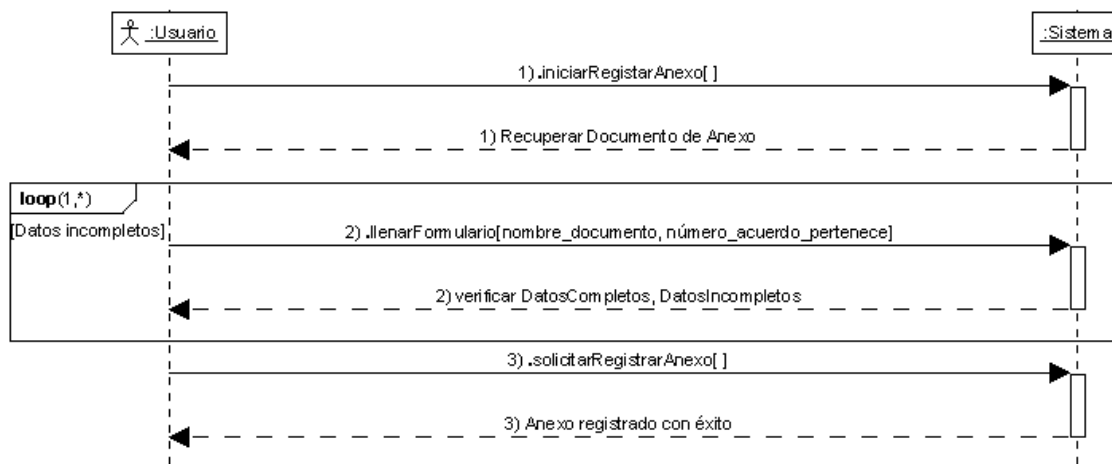 :Usuario
:Sistema
1) .iniciarRegistarAnexo[ ]
1) Recuperar Documento de Anexo
loop(1,*)
[Datos incompletos]
2) .llenarFormulario[nombre_documento, número_acuerdo_pertenece]
2) verificar DatosCompletos, DatosIncompletos
3) .solicitarRegistrarAnexo[ ]
3) Anexo registrado con éxito